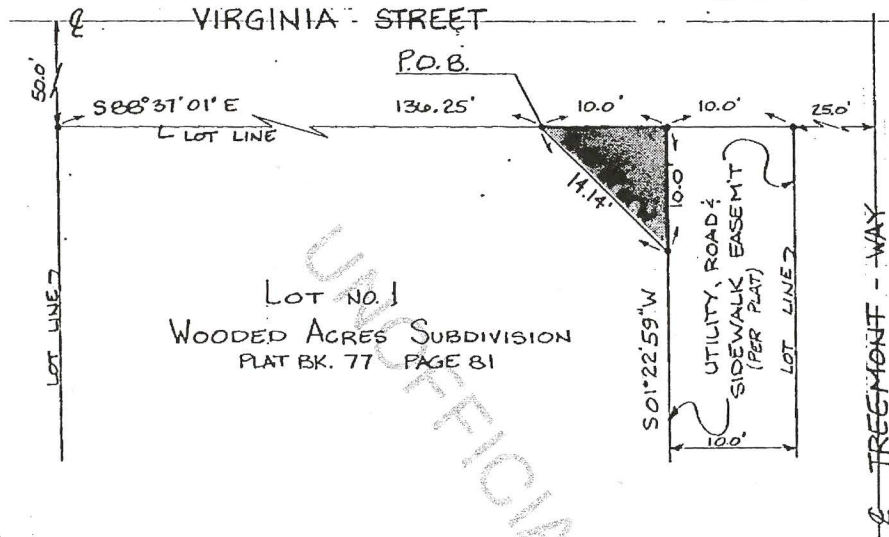 ℄ VIRGINIA - STREET
50.0'
P.O.B.
S88°37'01"E 136.25' 10.0' 10.0' 25.0'
LOT LINE
14.14'
10.0'
LOT NO. 1
WOODED ACRES SUBDIVISION
PLAT BK. 77 PAGE 81
LOT LINE
S01°22'59"W
UTILITY, ROAD &
SIDEWALK EASEM'T
(PER PLAT)
LOT LINE
10.0'
℄ TREEMONT - WAY
UNOFFICIA